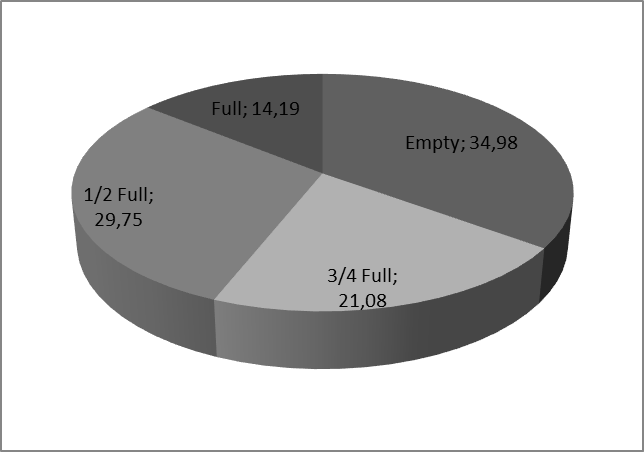 Full; 14,19
Empty; 34,98
1/2 Full;
29,75
3/4 Full;
21,08